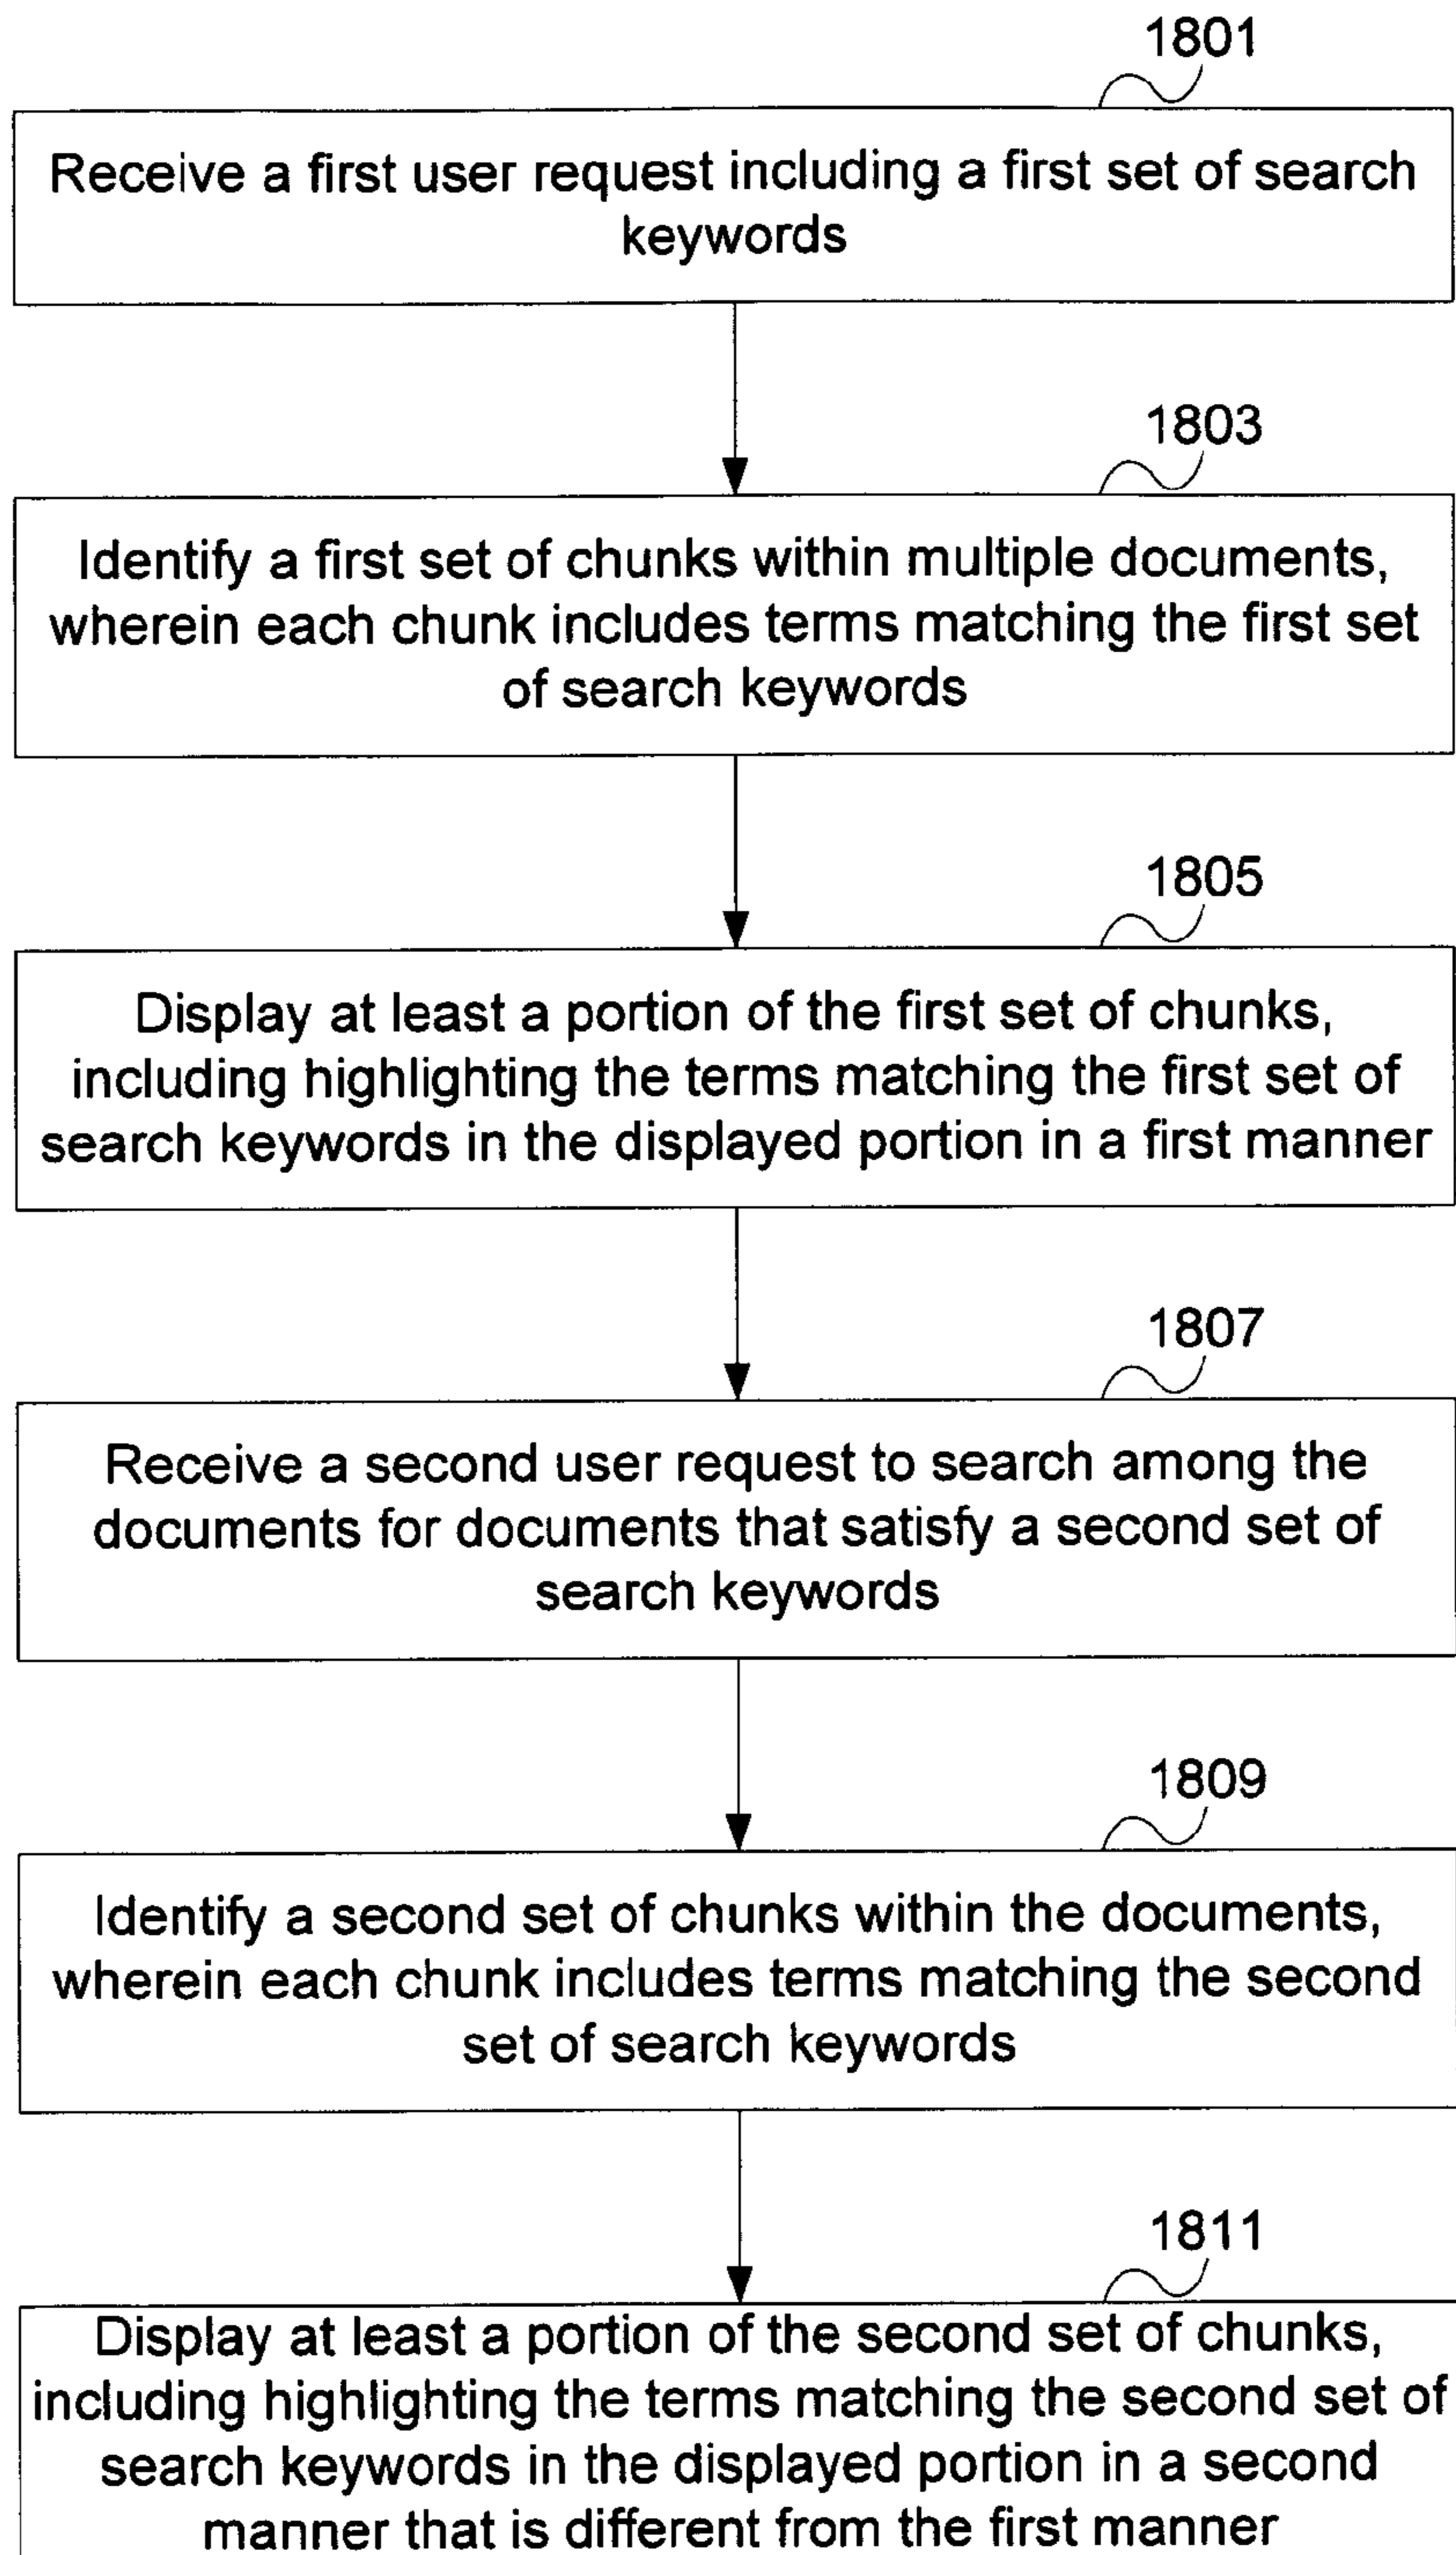 1801
Receive a first user request including a first set of search
keywords
1803
Identify a first set of chunks within multiple documents,
wherein each chunk includes terms matching the first set
of search keywords
1805
Display at least a portion of the first set of chunks,
including highlighting the terms matching the first set of
search keywords in the displayed portion in a first manner
1807
Receive a second user request to search among the
documents for documents that satisfy a second set of
search keywords
1809
Identify a second set of chunks within the documents,
wherein each chunk includes terms matching the second
set of search keywords
1811
Display at least a portion of the second set of chunks,
including highlighting the terms matching the second set of
search keywords in the displayed portion in a second
manner that is different from the first manner